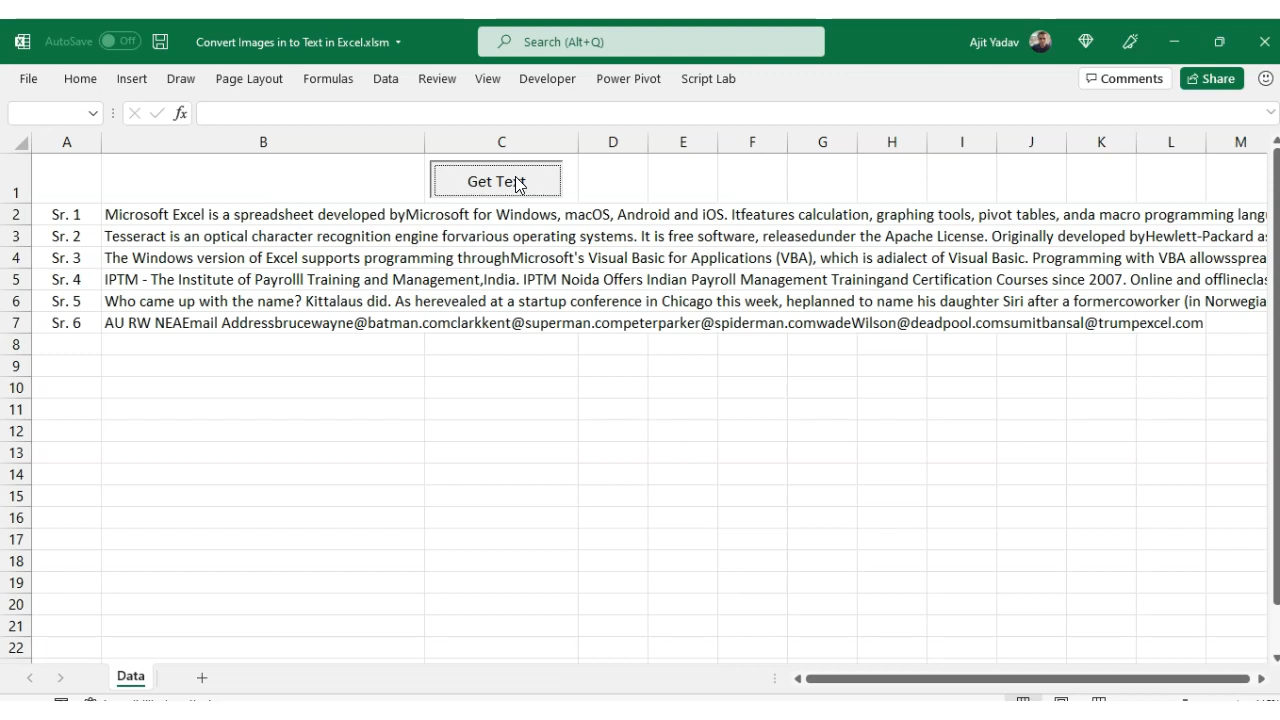 AutoSave Off Convert Images in to Text in Excel.xlsm Search (Alt+Q) Ajit Yadav
File Home Insert Draw Page Layout Formulas Data Review View Developer Power Pivot Script Lab Comments Share
fx
A B C D E F G H I J K L M
1 Get Text
2 Sr. 1 Microsoft Excel is a spreadsheet developed byMicrosoft for Windows, macOS, Android and iOS. Itfeatures calculation, graphing tools, pivot tables, anda macro programming lang
3 Sr. 2 Tesseract is an optical character recognition engine forvarious operating systems. It is free software, releasedunder the Apache License. Originally developed byHewlett-Packard as
4 Sr. 3 The Windows version of Excel supports programming throughMicrosoft's Visual Basic for Applications (VBA), which is adialect of Visual Basic. Programming with VBA allowssprea
5 Sr. 4 IPTM - The Institute of Payrolll Training and Management,India. IPTM Noida Offers Indian Payroll Management Trainingand Certification Courses since 2007. Online and offlineclas
6 Sr. 5 Who came up with the name? Kittalaus did. As herevealed at a startup conference in Chicago this week, heplanned to name his daughter Siri after a formercoworker (in Norwegia
7 Sr. 6 AU RW NEAEmail Addressbrucewayne@batman.comclarkkent@superman.competerparker@spiderman.comwadeWilson@deadpool.comsumitbansal@trumpexcel.com
8
9
10
11
12
13
14
15
16
17
18
19
20
21
22
Data